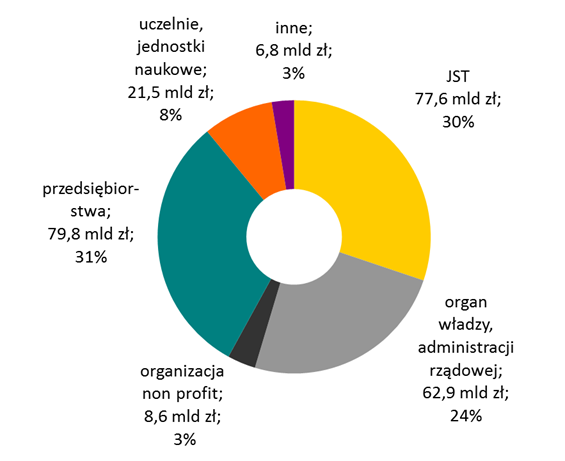 uczelnie,
jednostki
naukowe;
21,5 mld zł;
8%
inne;
6,8 mld zł;
3%
JST
77,6 mld zł;
30%
przedsiębior-
stwa;
79,8 mld zł;
31%
organ
władzy,
administracji
rządowej;
62,9 mld zł;
24%
organizacja
non profit;
8,6 mld zł;
3%